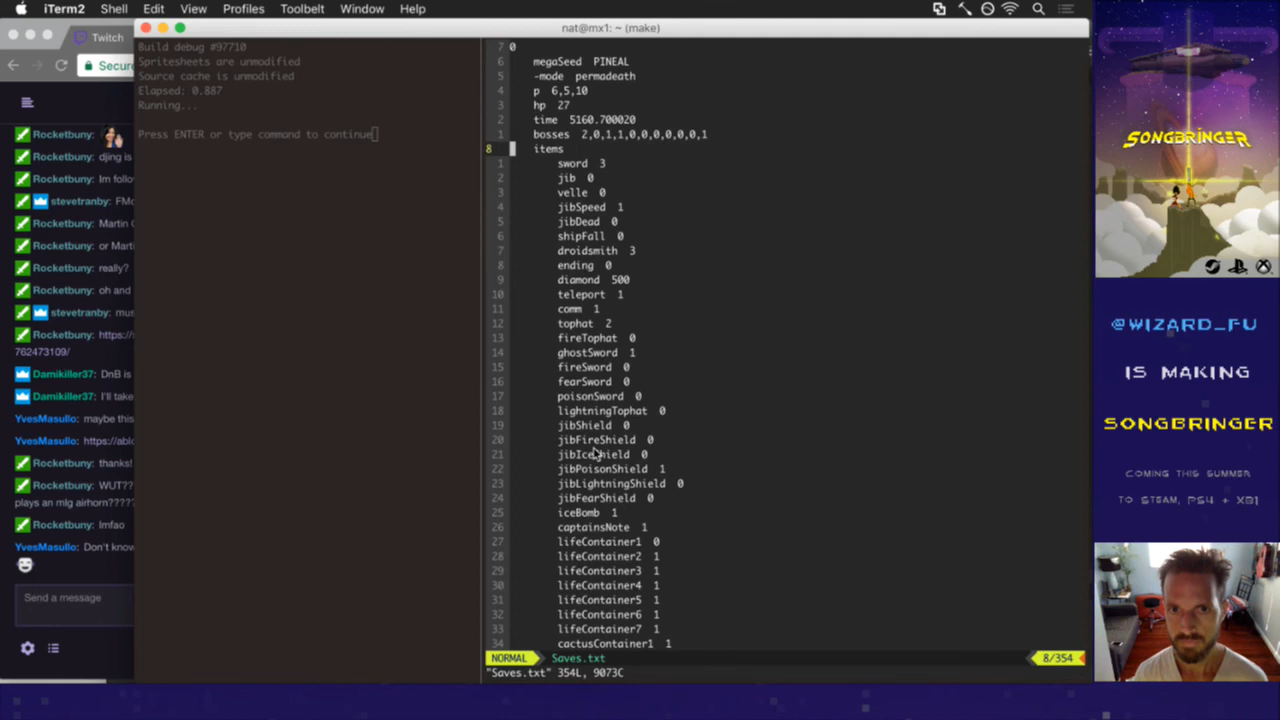 iTerm2 Shell Edit View Profiles Toolbelt Window Help
nat@mx1: ~ (make)
Twitch
Secure
Rocketbuny:
Rocketbuny: djing is
Rocketbuny: Im follo
stevetranby: FMo
Rocketbuny: Martin G
Rocketbuny: or Marti
Rocketbuny: really?
Rocketbuny: oh and
stevetranby: mus
Rocketbuny: https://
762473109/
Damikiller37: DnB is
Damikiller37: I'll take
YvesMasullo: maybe this
YvesMasullo: https://ablo
Rocketbuny: thanks!
Rocketbuny: WUT??
plays an mlg airhorn?????
Rocketbuny: lmfao
YvesMasullo: Don't know
Send a message
Build debug #97710
Spritesheets are unmodified
Source cache is unmodified
Elapsed: 0.887
Running...
Press ENTER or type command to continue
7 0
6 megaSeed PINEAL
5 -mode permadeath
4 p 6,5,10
3 hp 27
2 time 5160.700020
1 bosses 2,0,1,1,0,0,0,0,0,0,1
8 items
1 sword 3
2 jib 0
3 velle 0
4 jibSpeed 1
5 jibDead 0
6 shipFall 0
7 droidsmith 3
8 ending 0
9 diamond 500
10 teleport 1
11 comm 1
12 tophat 2
13 fireTophat 0
14 ghostSword 1
15 fireSword 0
16 fearSword 0
17 poisonSword 0
18 lightningTophat 0
19 jibShield 0
20 jibFireShield 0
21 jibIceShield 0
22 jibPoisonShield 1
23 jibLightningShield 0
24 jibFearShield 0
25 iceBomb 1
26 captainsNote 1
27 lifeContainer1 0
28 lifeContainer2 1
29 lifeContainer3 1
30 lifeContainer4 1
31 lifeContainer5 1
32 lifeContainer6 1
33 lifeContainer7 1
34 cactusContainer1 1
NORMAL Saves.txt 8/354
"Saves.txt" 354L, 9073C
SONGBRINGER
@WIZARD_FU
IS MAKING
SONGBRINGER
COMING THIS SUMMER
TO STEAM, PS4 + XB1